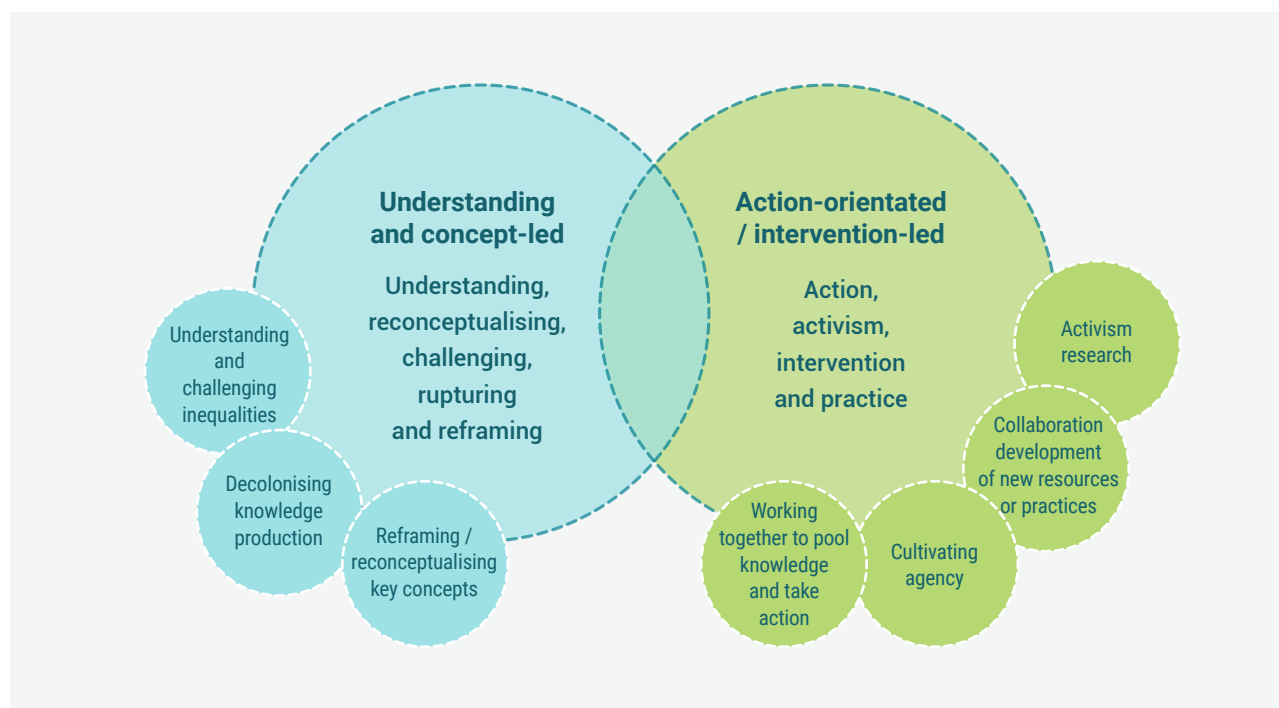 Understanding
and concept-led
Understanding,
reconceptualising,
challenging,
rupturing
and reframing
Understanding
and
challenging
inequalities
Decolonising
knowledge
production
Reframing /
reconceptualising
key concepts
Action-orientated
/ intervention-led
Action,
activism,
intervention
and practice
Activism
research
Collaboration
development
of new resources
or practices
Cultivating
agency
Working
together to pool
knowledge
and take
action